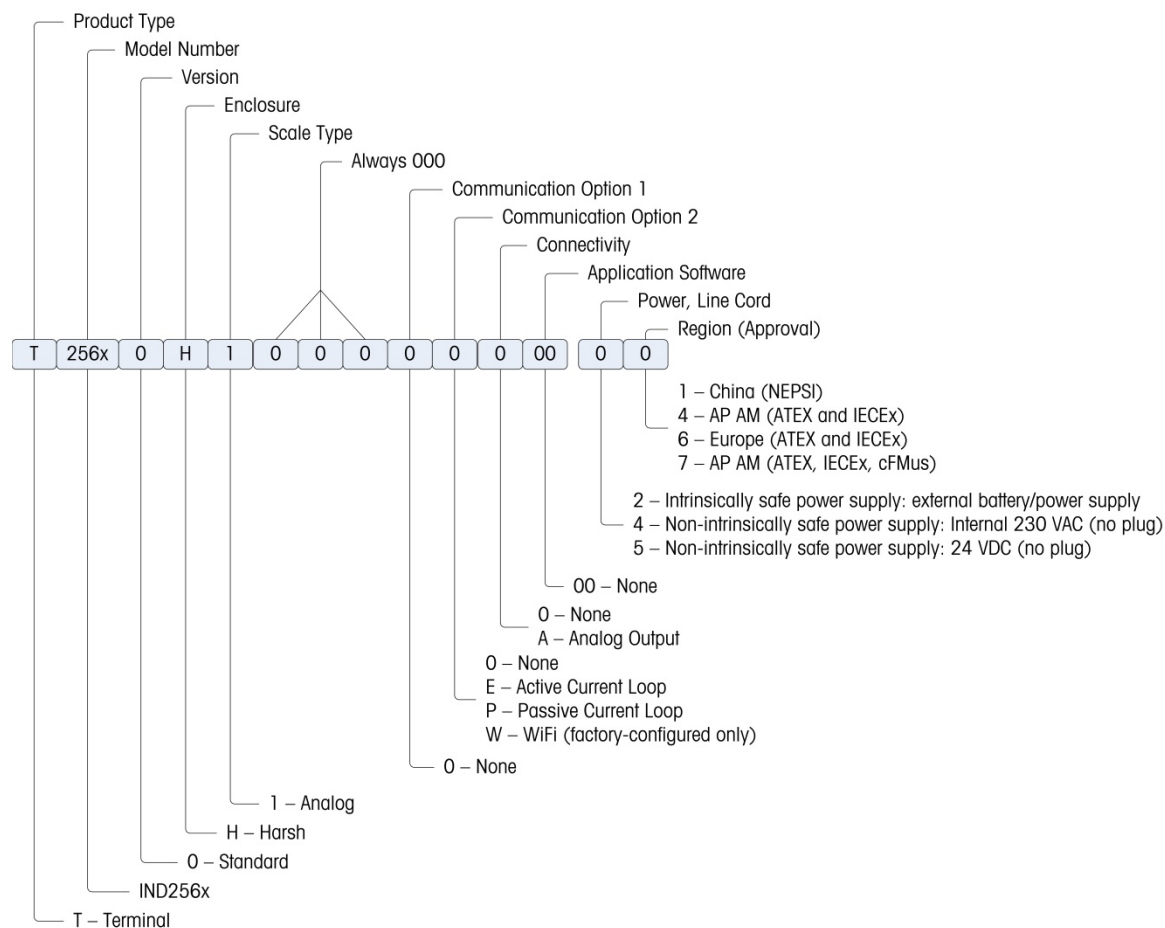 Product Type
Model Number
Version
Enclosure
Scale Type
Always 000
Communication Option 1
Communication Option 2
Connectivity
Application Software
Power, Line Cord
Region (Approval)
T 256x 0 H 1 0 0 0 0 0 0 00 0 0
1 – China (NEPSI)
4 – AP AM (ATEX and IECEx)
6 – Europe (ATEX and IECEx)
7 – AP AM (ATEX, IECEx, cFMus)
2 – Intrinsically safe power supply: external battery/power supply
4 – Non-intrinsically safe power supply: Internal 230 VAC (no plug)
5 – Non-intrinsically safe power supply: 24 VDC (no plug)
00 – None
0 – None
A – Analog Output
0 – None
E – Active Current Loop
P – Passive Current Loop
W – WiFi (factory-configured only)
0 – None
1 – Analog
H – Harsh
0 – Standard
IND256x
T – Terminal